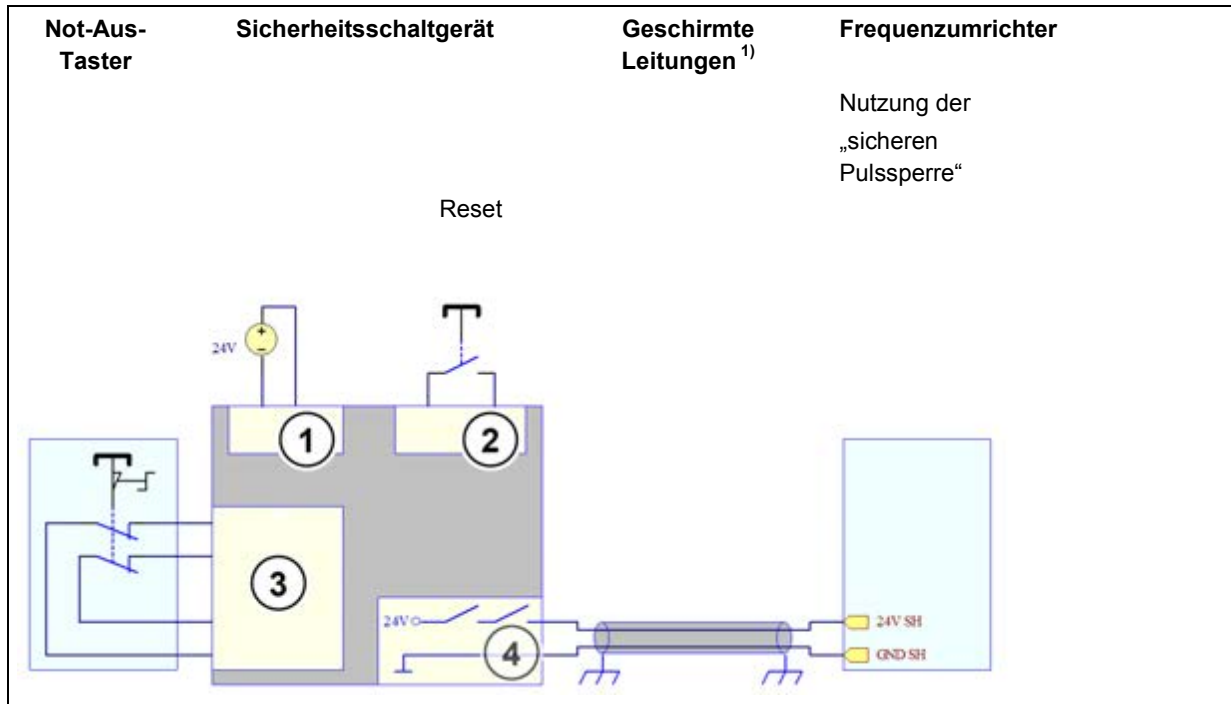 Not-Aus-
Taster
Sicherheitsschaltgerät
Geschirmte
Leitungen 1)
Frequenzumrichter
Nutzung der
„sicheren
Pulssperre“
Reset
24V
1
2
3
24V
4
24V SH
GND SH